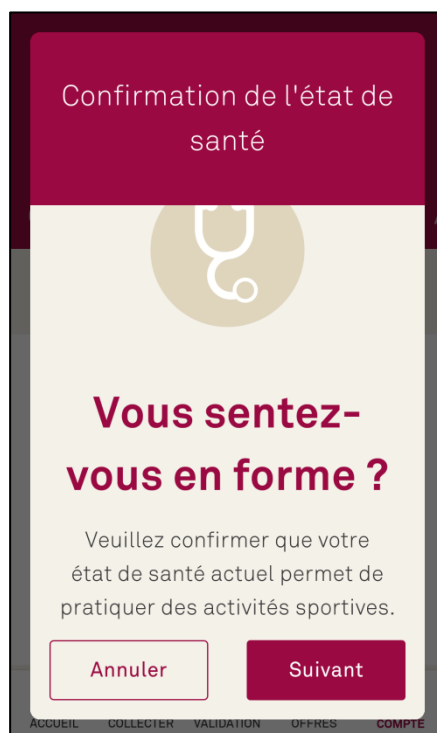 Confirmation de l'état de
santé
Vous sentez-
vous en forme ?
Veuillez confirmer que votre
état de santé actuel permet de
pratiquer des activités sportives.
Annuler
Suivant
ACCUEIL COLLECTER VALIDATION OFFRES COMPTE